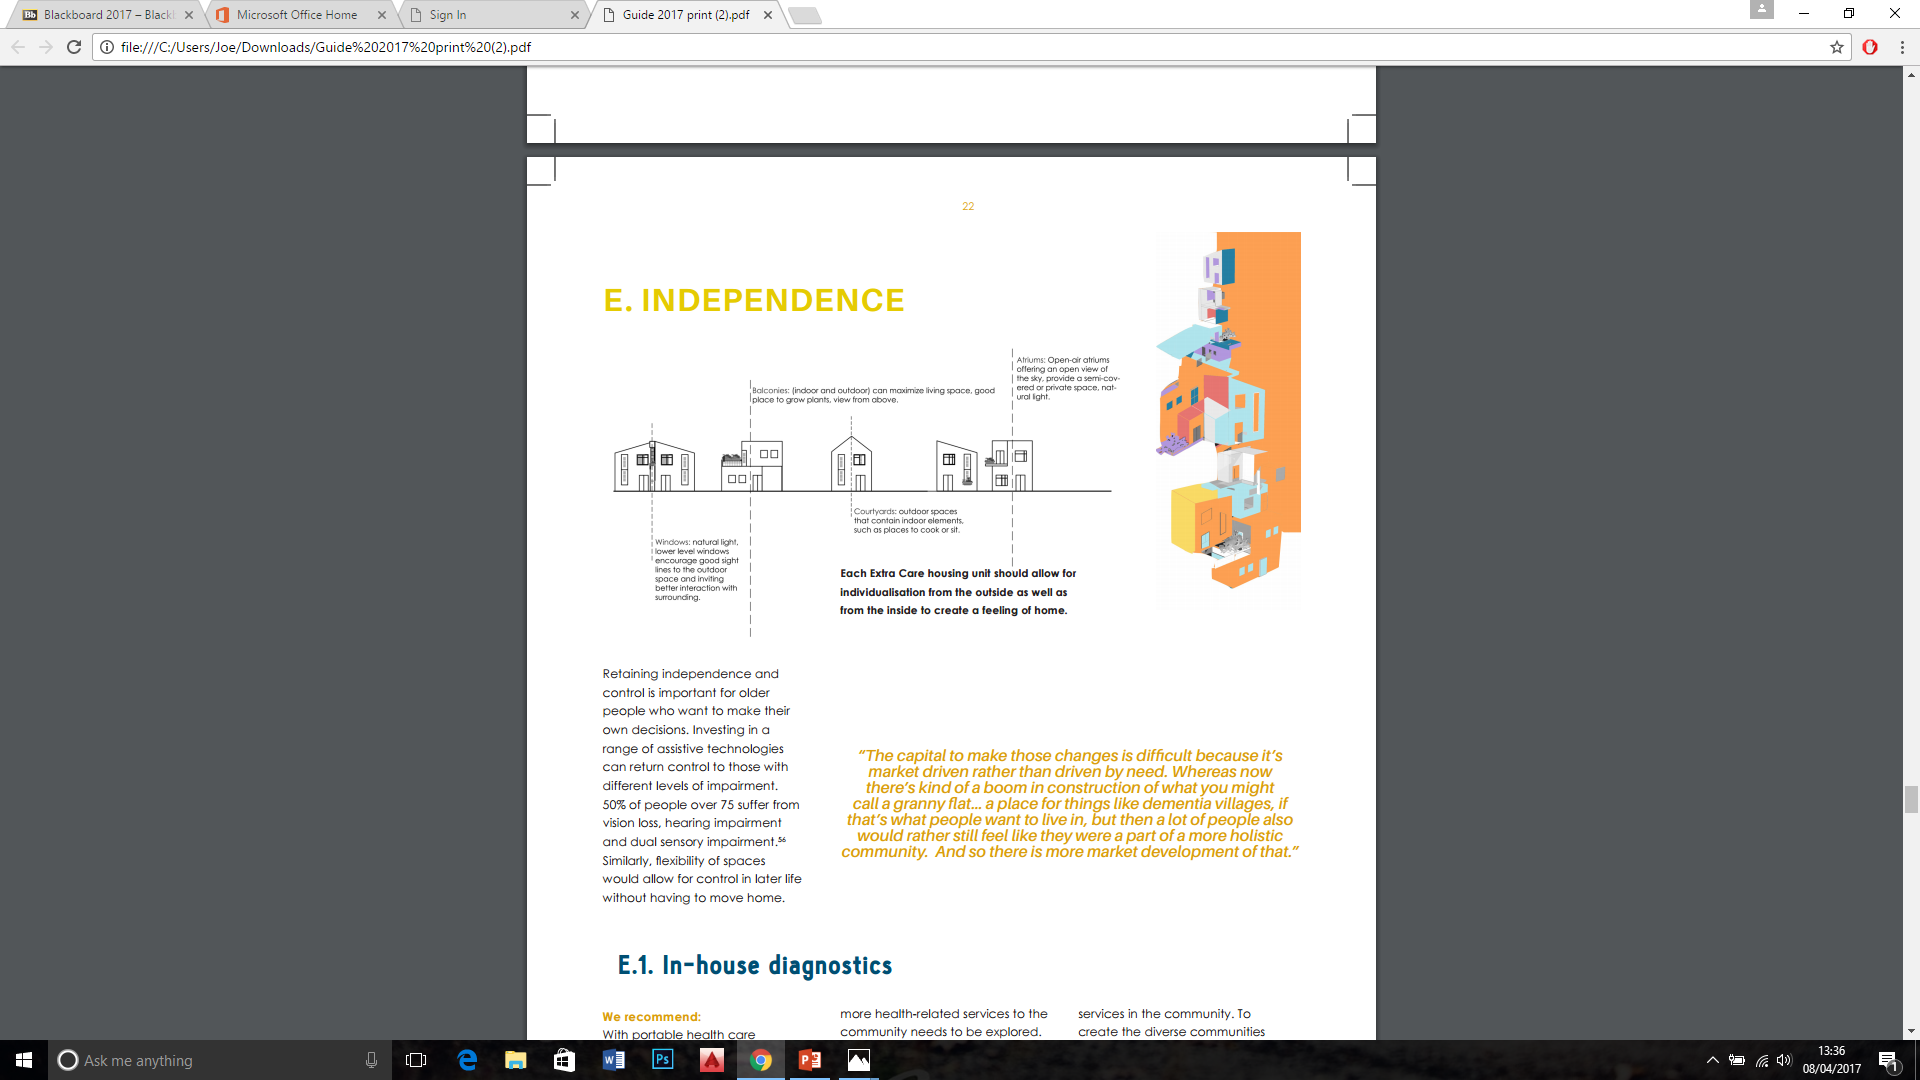 Blackboard 2017 – Blackb
Microsoft Office Home
Sign In
Guide 2017 print (2).pdf
file:///C:/Users/Joe/Downloads/Guide%202017%20print%20(2).pdf
22
E. INDEPENDENCE
Atriums: Open-air atriums
offering an open view of
the sky, provide a semi-cov-
ered or private space, nat-
ural light.
Balconies: (indoor and outdoor) can maximize living space, good
place to grow plants, view from above.
Courtyards: outdoor spaces
that contain indoor elements,
such as places to cook or sit.
Windows: natural light,
lower level windows
encourage good sight
lines to the outdoor
space and inviting
better interaction with
surrounding.
Each Extra Care housing unit should allow for
individualisation from the outside as well as
from the inside to create a feeling of home.
Retaining independence and
control is important for older
people who want to make their
own decisions. Investing in a
range of assistive technologies
can return control to those with
different levels of impairment.
50% of people over 75 suffer from
vision loss, hearing impairment
and dual sensory impairment.⁵⁶
Similarly, flexibility of spaces
would allow for control in later life
without having to move home.
“The capital to make those changes is difficult because it’s
market driven rather than driven by need. Whereas now
there’s kind of a boom in construction of what you might
call a granny flat... a place for things like dementia villages, if
that’s what people want to live in, but then a lot of people also
would rather still feel like they were a part of a more holistic
community. And so there is more market development of that.”
E.1. In-house diagnostics
We recommend:
With portable health care
more health-related services to the
community needs to be explored.
services in the community. To
create the diverse communities
Ask me anything
13:36
08/04/2017
1